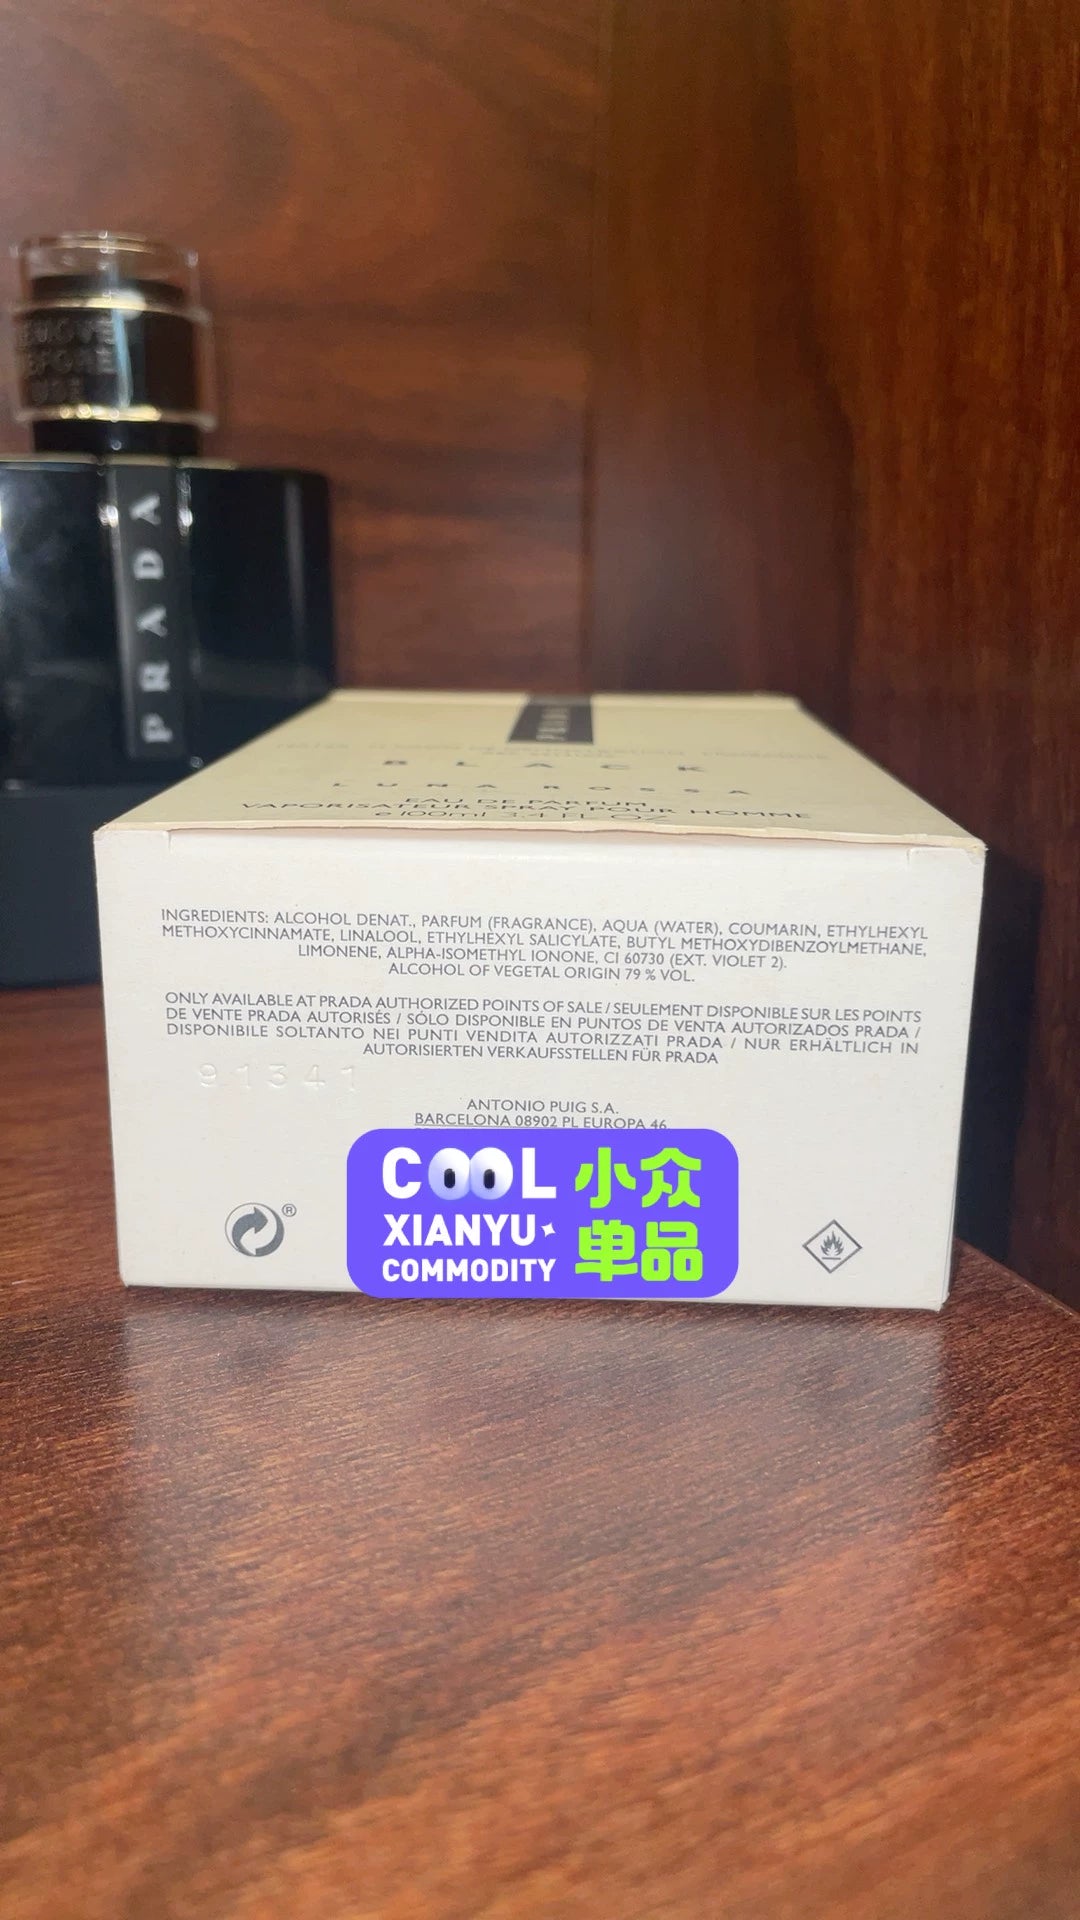 REMOVE
BEFORE
USE
PRADA
PRADA
BLACK
LUNA ROSSA
EAU DE PARFUM
VAPORISATEUR SPRAY POUR HOMME
e 100ml 3.4 FL OZ
INGREDIENTS: ALCOHOL DENAT., PARFUM (FRAGRANCE), AQUA (WATER), COUMARIN, ETHYLHEXYL
METHOXYCINNAMATE, LINALOOL, ETHYLHEXYL SALICYLATE, BUTYL METHOXYDIBENZOYLMETHANE,
LIMONENE, ALPHA-ISOMETHYL IONONE, CI 60730 (EXT. VIOLET 2).
ALCOHOL OF VEGETAL ORIGIN 79 % VOL.
ONLY AVAILABLE AT PRADA AUTHORIZED POINTS OF SALE / SEULEMENT DISPONIBLE SUR LES POINTS
DE VENTE PRADA AUTORISÉS / SÓLO DISPONIBLE EN PUNTOS DE VENTA AUTORIZADOS PRADA /
DISPONIBILE SOLTANTO NEI PUNTI VENDITA AUTORIZZATI PRADA / NUR ERHÄLTLICH IN
AUTORISIERTEN VERKAUFSSTELLEN FÜR PRADA
91341
ANTONIO PUIG S.A.
BARCELONA 08902 PL EUROPA 46
COOL 小众
XIANYU 单品
COMMODITY
®